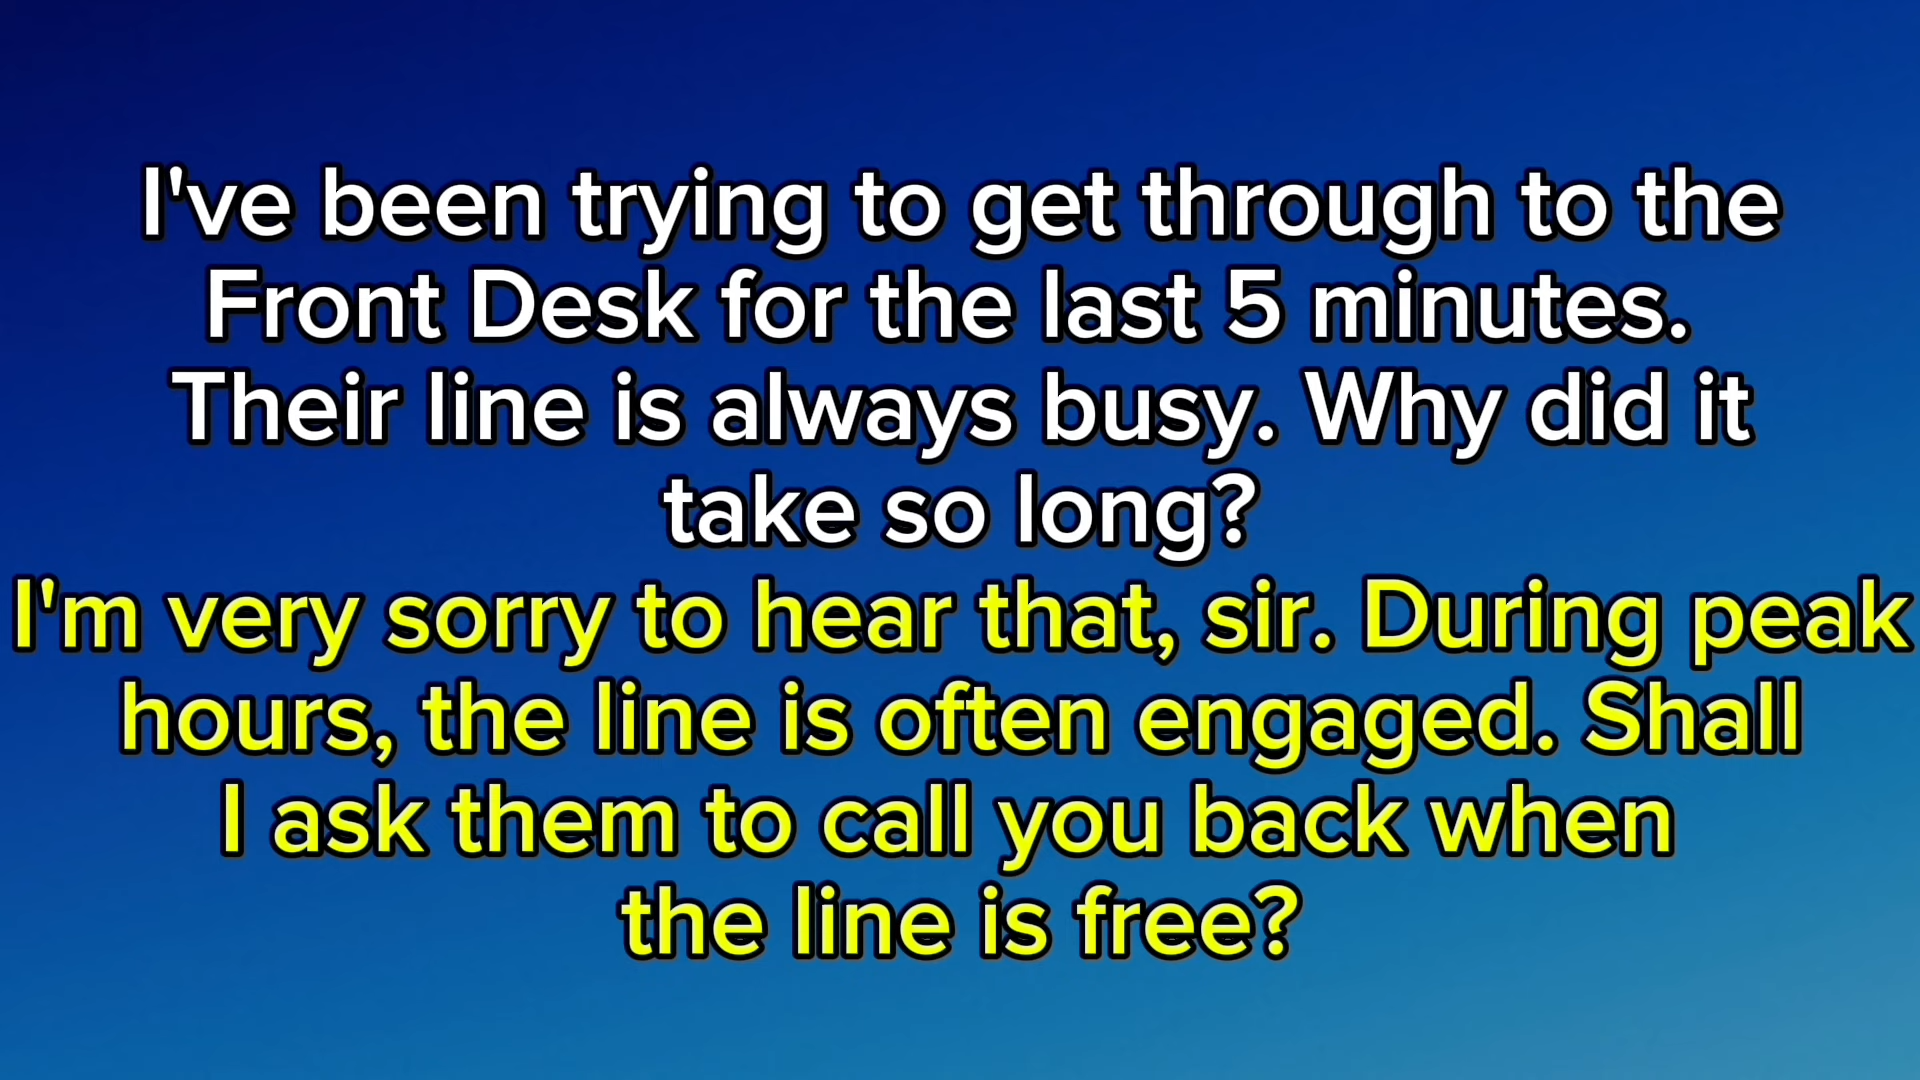 I've been trying to get through to the
Front Desk for the last 5 minutes.
Their line is always busy. Why did it
take so long?
I'm very sorry to hear that, sir. During peak
hours, the line is often engaged. Shall
I ask them to call you back when
the line is free?